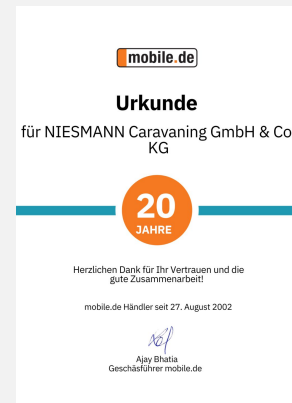 mobile.de
Urkunde
für NIESMANN Caravaning GmbH & Co
KG
20
JAHRE
Herzlichen Dank für Ihr Vertrauen und die
gute Zusammenarbeit!
mobile.de Händler seit 27. August 2002
Ajay Bhatia
Geschäsführer mobile.de